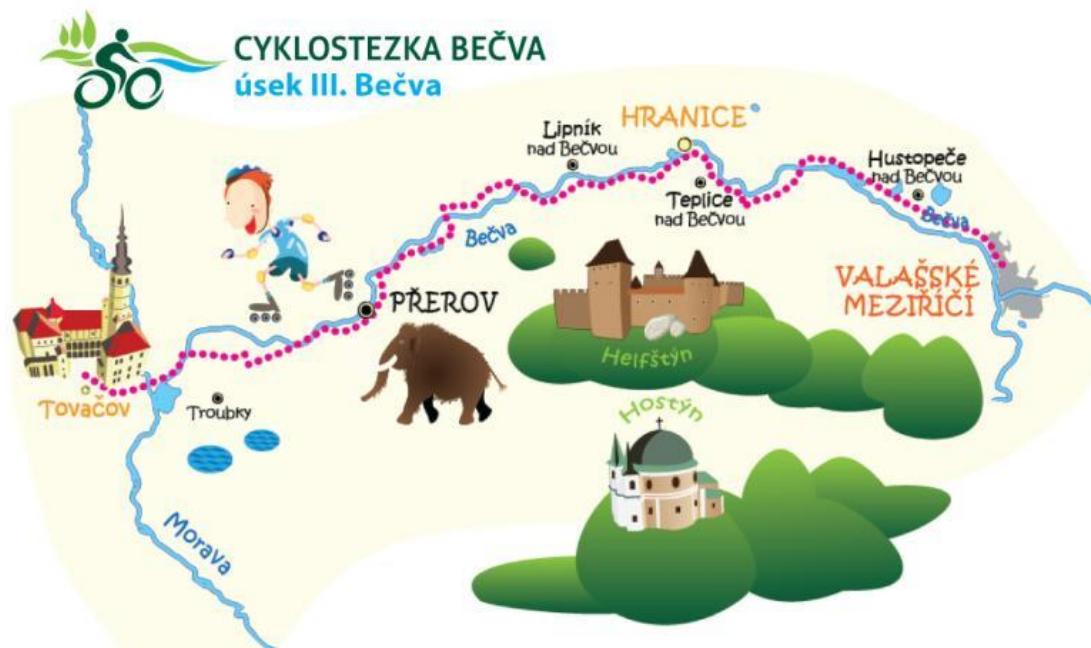 CYKLOSTEZKA BEČVA
úsek III. Bečva
HRANICE
Lipník
nad Bečvou
Hustopeče
nad Bečvou
Teplice
nad Bečvou
Bečva
Bečva
VALAŠSKÉ
MEZIŘÍČÍ
PŘEROV
Helfštýn
Tovačov
Troubky
Hostýn
Morava